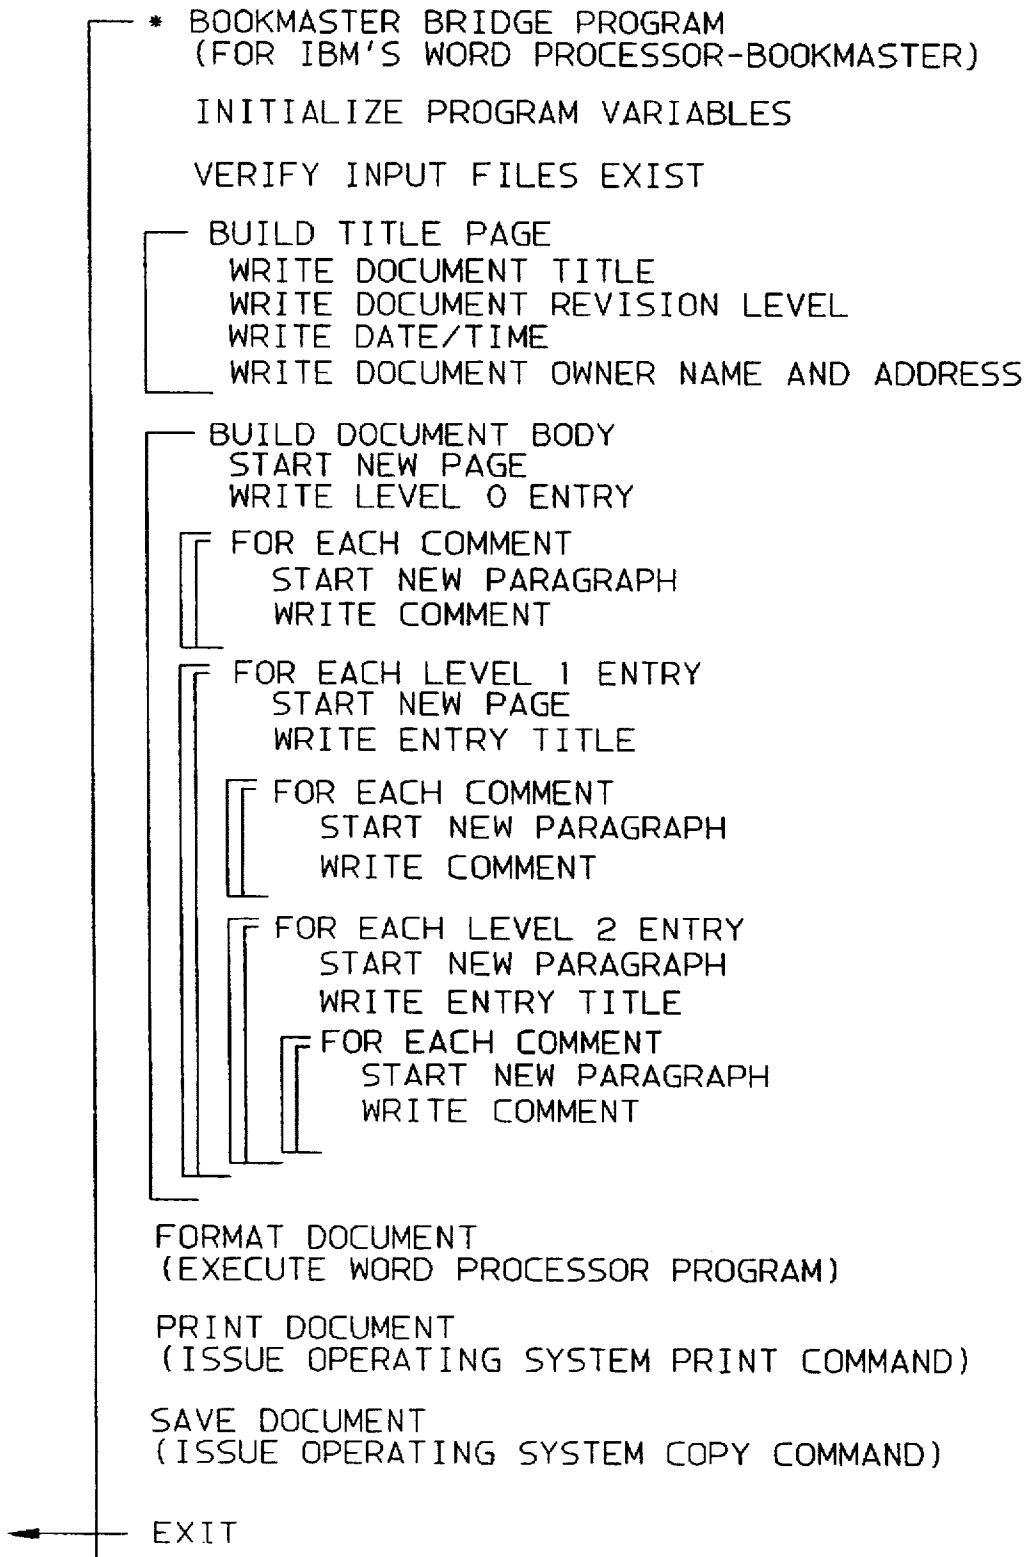 * BOOKMASTER BRIDGE PROGRAM
(FOR IBM'S WORD PROCESSOR-BOOKMASTER)
INITIALIZE PROGRAM VARIABLES
VERIFY INPUT FILES EXIST
BUILD TITLE PAGE
WRITE DOCUMENT TITLE
WRITE DOCUMENT REVISION LEVEL
WRITE DATE/TIME
WRITE DOCUMENT OWNER NAME AND ADDRESS
BUILD DOCUMENT BODY
START NEW PAGE
WRITE LEVEL 0 ENTRY
FOR EACH COMMENT
START NEW PARAGRAPH
WRITE COMMENT
FOR EACH LEVEL 1 ENTRY
START NEW PAGE
WRITE ENTRY TITLE
FOR EACH COMMENT
START NEW PARAGRAPH
WRITE COMMENT
FOR EACH LEVEL 2 ENTRY
START NEW PARAGRAPH
WRITE ENTRY TITLE
FOR EACH COMMENT
START NEW PARAGRAPH
WRITE COMMENT
FORMAT DOCUMENT
(EXECUTE WORD PROCESSOR PROGRAM)
PRINT DOCUMENT
(ISSUE OPERATING SYSTEM PRINT COMMAND)
SAVE DOCUMENT
(ISSUE OPERATING SYSTEM COPY COMMAND)
EXIT